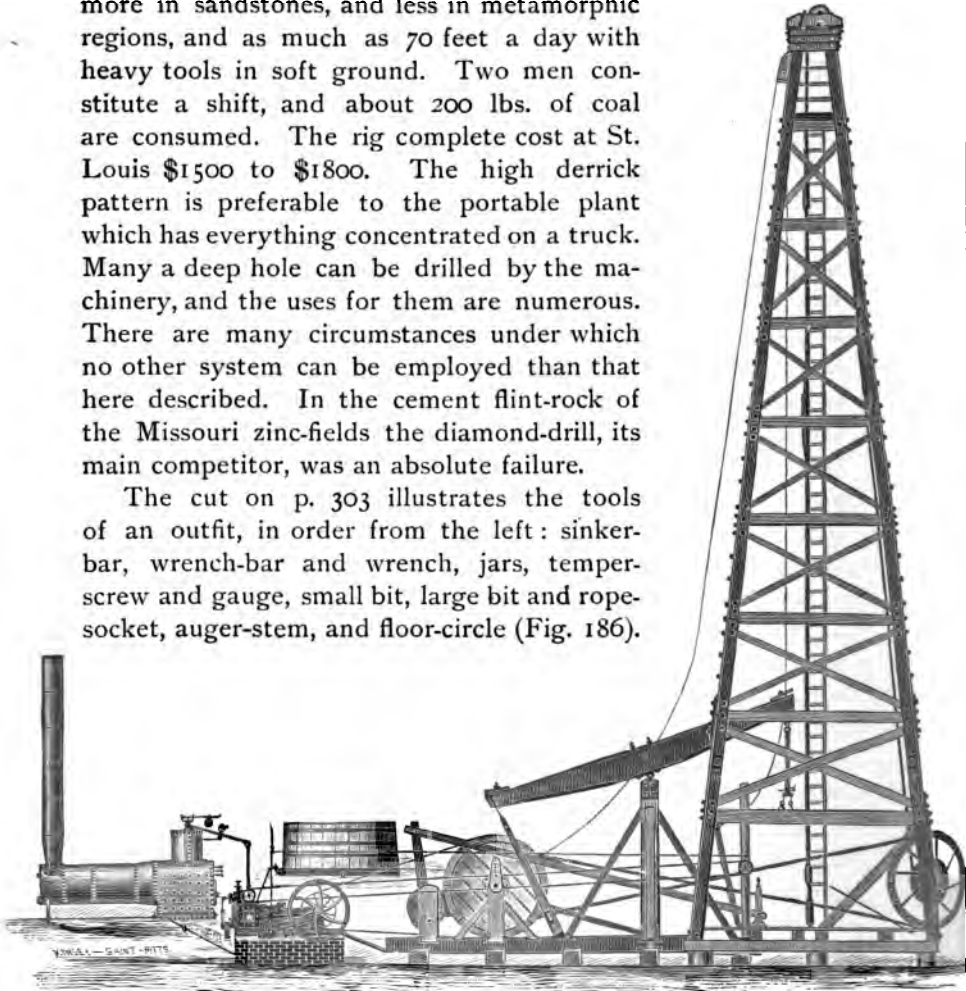 more in sandstones, and less in metamorphic
regions, and as much as 70 feet a day with
heavy tools in soft ground. Two men con-
stitute a shift, and about 200 lbs. of coal
are consumed. The rig complete cost at St.
Louis $1500 to $1800. The high derrick
pattern is preferable to the portable plant
which has everything concentrated on a truck.
Many a deep hole can be drilled by the ma-
chinery, and the uses for them are numerous.
There are many circumstances under which
no other system can be employed than that
here described. In the cement flint-rock of
the Missouri zinc-fields the diamond-drill, its
main competitor, was an absolute failure.
The cut on p. 303 illustrates the tools
of an outfit, in order from the left : sinker-
bar, wrench-bar and wrench, jars, temper-
screw and gauge, small bit, large bit and rope-
socket, auger-stem, and floor-circle (Fig. 186).